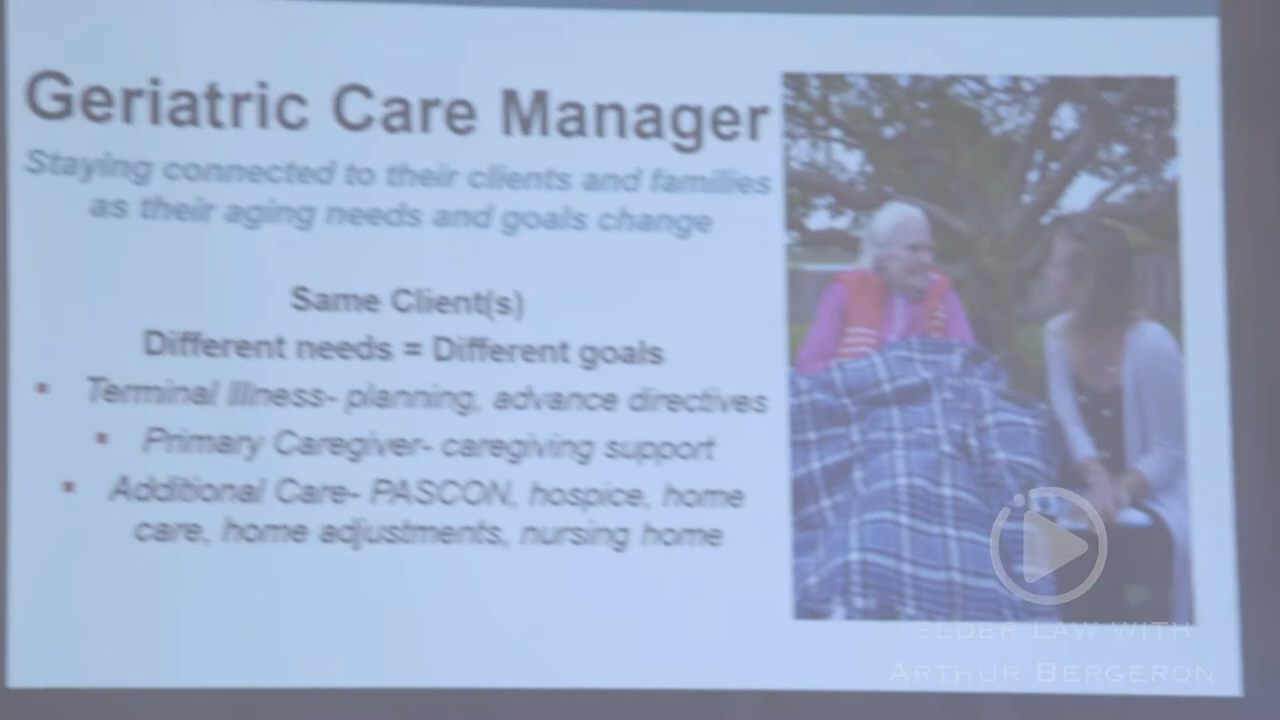 Geriatric Care Manager
Staying connected to their clients and families
as their aging needs and goals change
Same Client(s)
Different needs = Different goals
▪ Terminal Illness- planning, advance directives
▪ Primary Caregiver- caregiving support
▪ Additional Care- PASCON, hospice, home
care, home adjustments, nursing home
ELDER LAW WITH
ARTHUR BERGERON